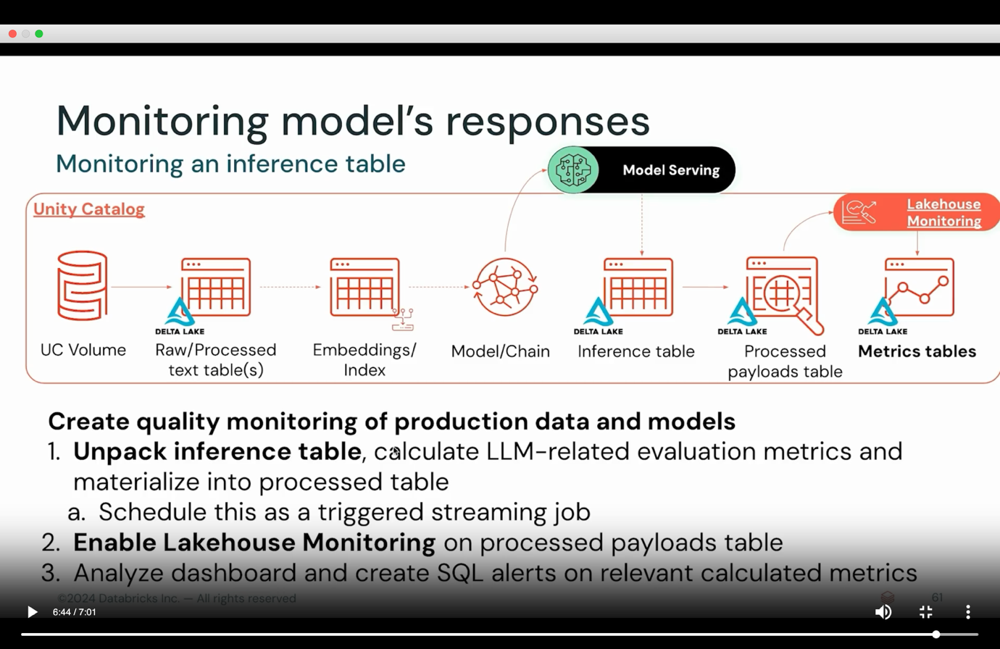 Monitoring model's responses
Monitoring an inference table
Model Serving
Unity Catalog
Lakehouse
Monitoring
DELTA LAKE
DELTA LAKE
DELTA LAKE
DELTA LAKE
UC Volume
Raw/Processed
text table(s)
Embeddings/
Index
Model/Chain
Inference table
Processed
payloads table
Metrics tables
Create quality monitoring of production data and models
1. Unpack inference table, calculate LLM-related evaluation metrics and
materialize into processed table
a. Schedule this as a triggered streaming job
2. Enable Lakehouse Monitoring on processed payloads table
3. Analyze dashboard and create SQL alerts on relevant calculated metrics
©2024 Databricks Inc. — All rights reserved
61
6:44 / 7:01